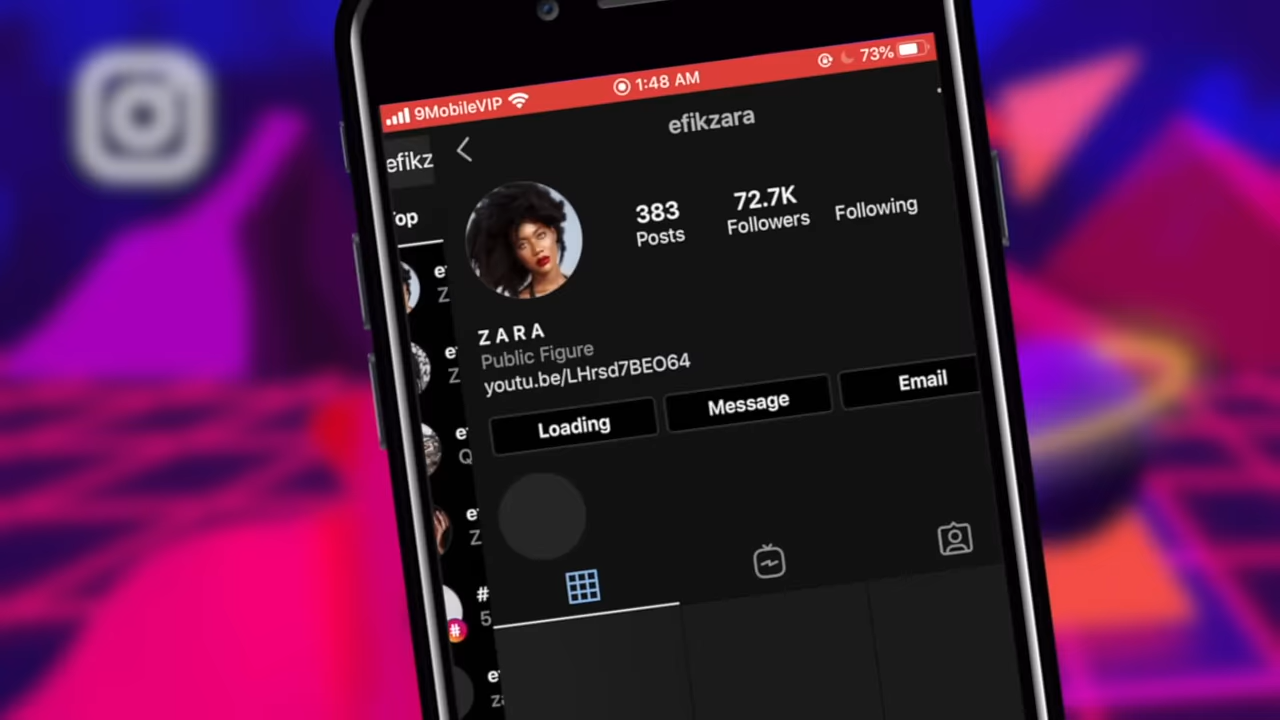 9MobileVIP
1:48 AM
73%
efikz
efikzara
Top
383
Posts
72.7K
Followers
Following
Z A R A
Public Figure
youtu.be/LHrsd7BEO64
Loading
Message
Email
#
5
#